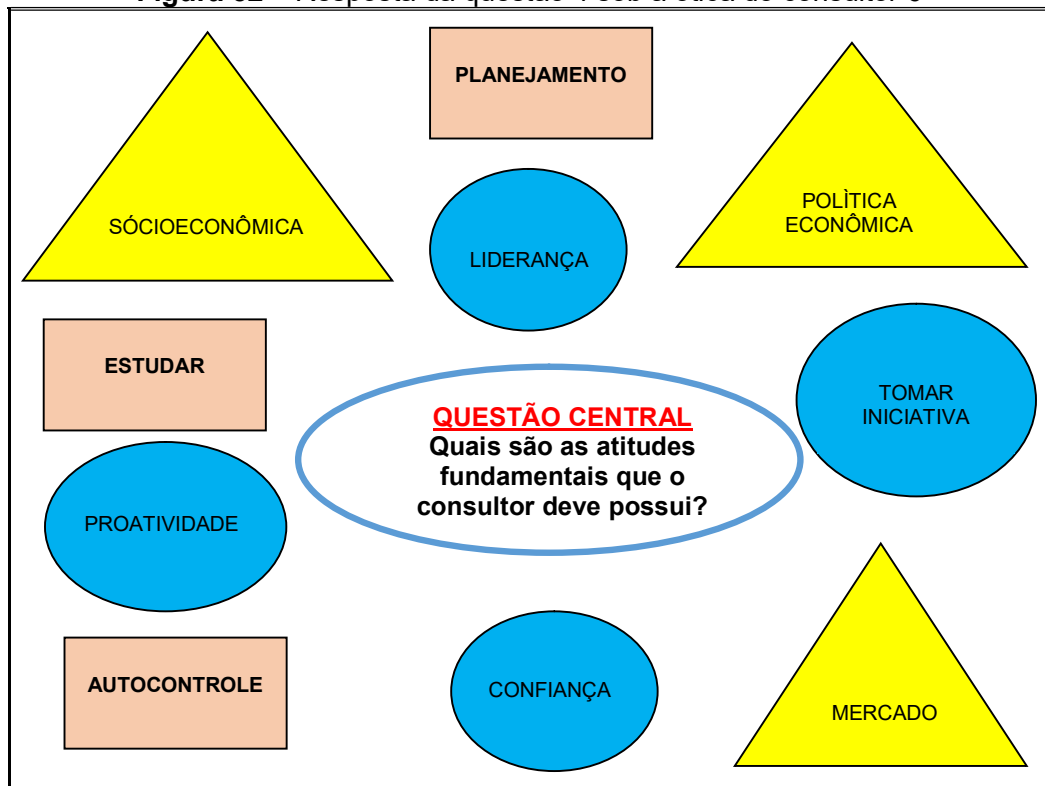 PLANEJAMENTO
SÓCIOECONÔMICA
POLÌTICA
ECONÔMICA
LIDERANÇA
ESTUDAR
TOMAR
INICIATIVA
QUESTÃO CENTRAL
Quais são as atitudes
fundamentais que o
consultor deve possui?
PROATIVIDADE
AUTOCONTROLE
CONFIANÇA
MERCADO